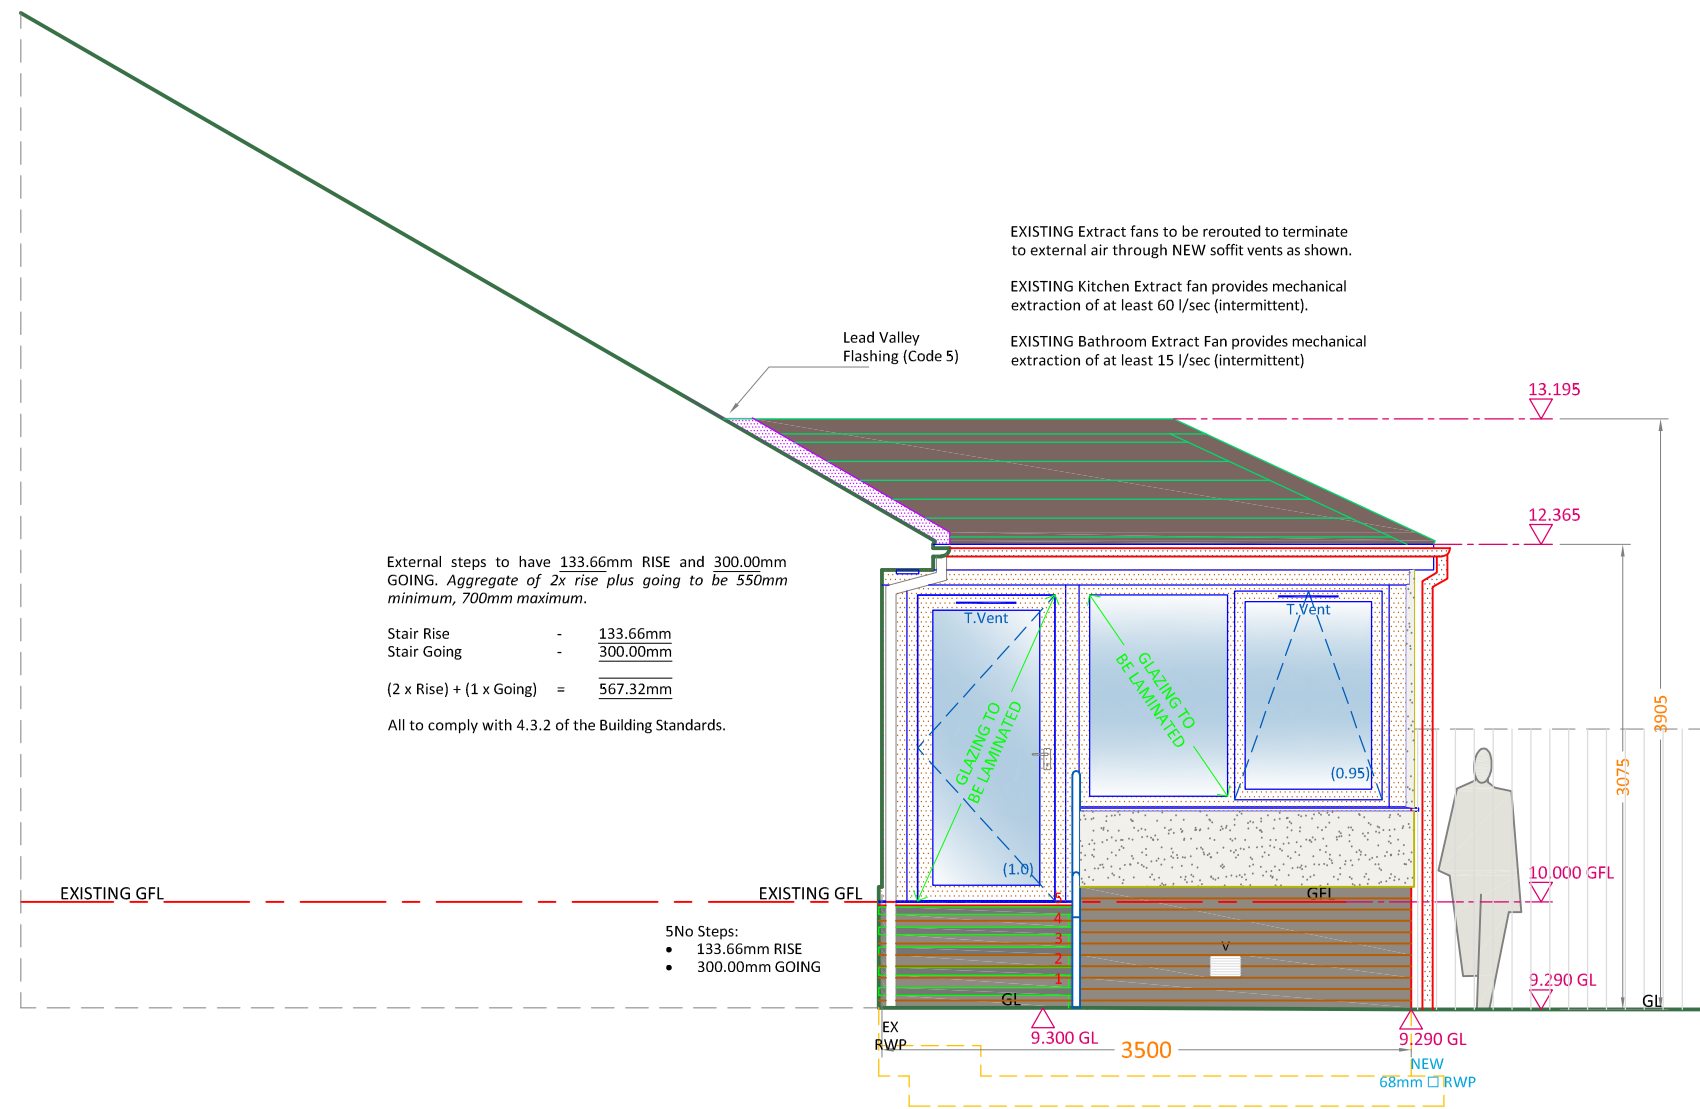 EXISTING Extract fans to be rerouted to terminate
to external air through NEW soffit vents as shown.
EXISTING Kitchen Extract fan provides mechanical
extraction of at least 60 l/sec (intermittent).
EXISTING Bathroom Extract Fan provides mechanical
extraction of at least 15 l/sec (intermittent)
Lead Valley
Flashing (Code 5)
13.195
12.365
External steps to have 133.66mm RISE and 300.00mm
GOING. Aggregate of 2x rise plus going to be 550mm
minimum, 700mm maximum.
Stair Rise - 133.66mm
Stair Going - 300.00mm
(2 x Rise) + (1 x Going) = 567.32mm
All to comply with 4.3.2 of the Building Standards.
T.Vent
T.Vent
GLAZING TO
BE LAMINATED
GLAZING TO
BE LAMINATED
(0.95)
(1.0)
3905
3075
EXISTING GFL
EXISTING GFL
GFL
10.000 GFL
5No Steps:
• 133.66mm RISE
• 300.00mm GOING
5
4
3
2
1
V
9.290 GL
GL
GL
EX
RWP
9.300 GL
3500
9.290 GL
NEW
68mm □ RWP